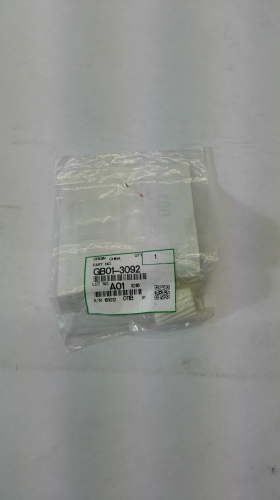 ORIGIN CHINA QTY 1
PART NO.
GB01-3092
LOT NO.
A01